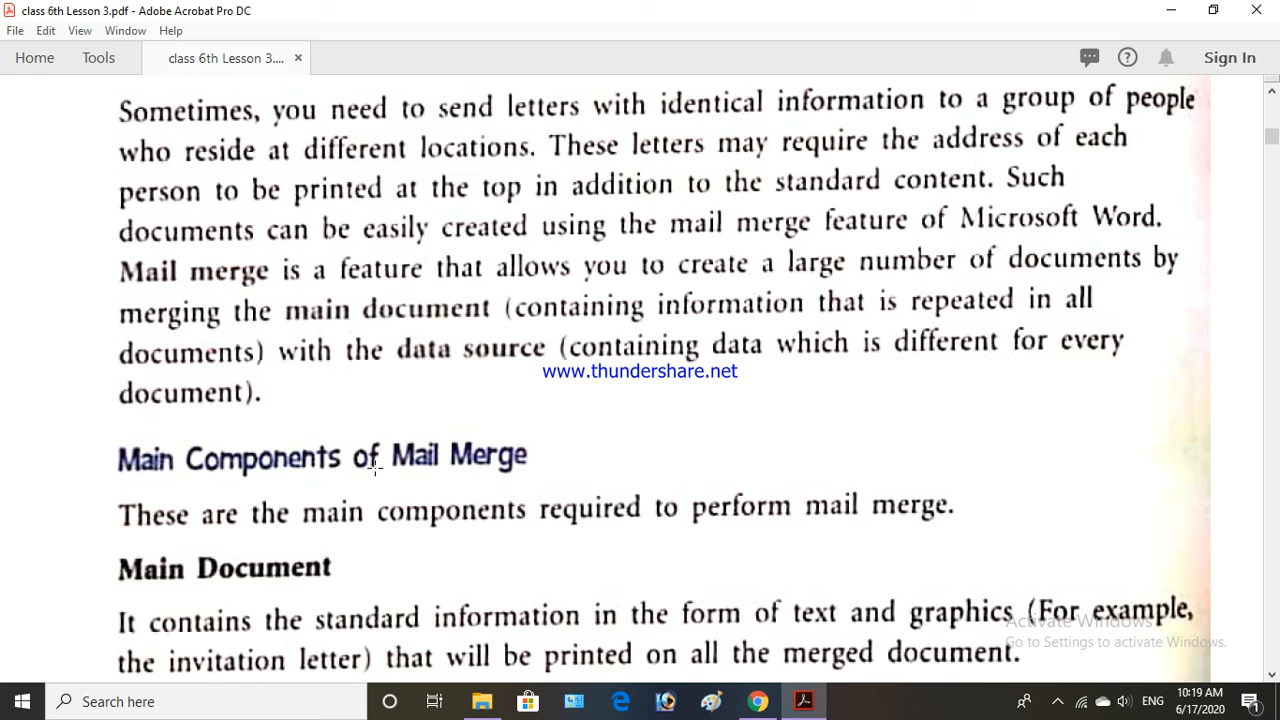 class 6th Lesson 3.pdf - Adobe Acrobat Pro DC
File Edit View Window Help
Home Tools class 6th Lesson 3.... × Sign In
Sometimes, you need to send letters with identical information to a group of people
who reside at different locations. These letters may require the address of each
person to be printed at the top in addition to the standard content. Such
documents can be easily created using the mail merge feature of Microsoft Word.
Mail merge is a feature that allows you to create a large number of documents by
merging the main document (containing information that is repeated in all
documents) with the data source (containing data which is different for every
www.thundershare.net
document).
Main Components of Mail Merge
These are the main components required to perform mail merge.
Main Document
It contains the standard information in the form of text and graphics (For example,
Activate Windows
Go to Settings to activate Windows.
the invitation letter) that will be printed on all the merged document.
Search here
ENG
10:19 AM
6/17/2020
1